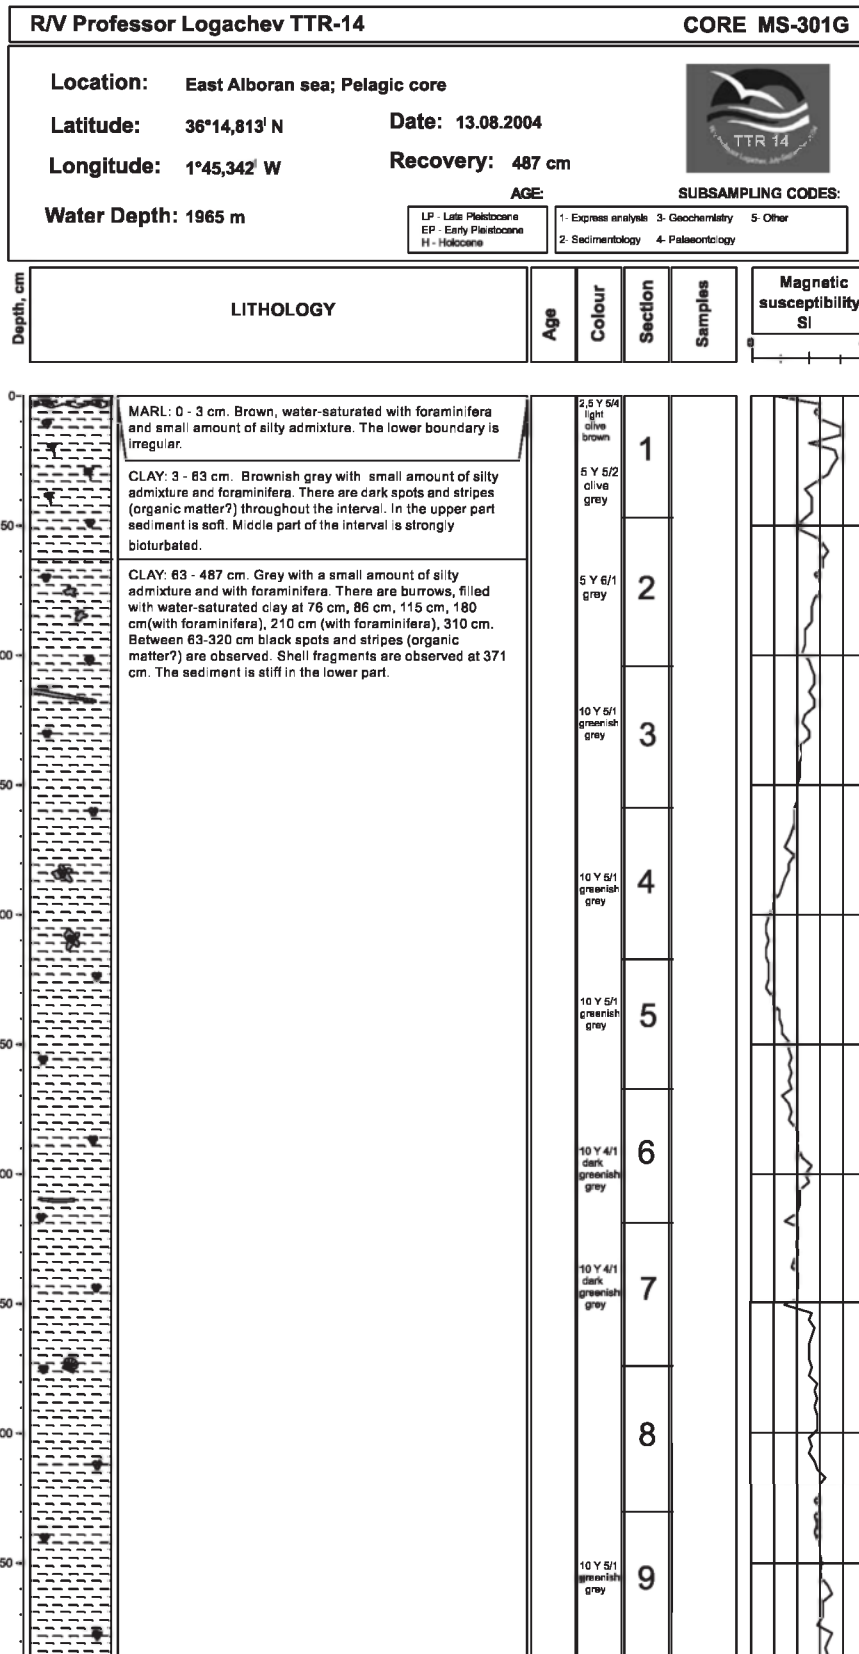 R/V Professor Logachev TTR-14 CORE MS-301G
Location: East Alboran sea; Pelagic core
Latitude: 36°14,813' N Date: 13.08.2004
Longitude: 1°45,342' W Recovery: 487 cm
Water Depth: 1965 m
TTR 14
AGE:
LP - Late Pleistocene
EP - Early Pleistocene
H - Holocene
SUBSAMPLING CODES:
1- Express analysis 3- Geochemistry 5- Other
2- Sedimentology 4- Palaeontology
Depth, cm
LITHOLOGY
Age
Colour
Section
Samples
Magnetic
susceptibility
SI
0
0
MARL: 0 - 3 cm. Brown, water-saturated with foraminifera
and small amount of silty admixture. The lower boundary is
irregular.
CLAY: 3 - 63 cm. Brownish grey with small amount of silty
admixture and foraminifera. There are dark spots and stripes
(organic matter?) throughout the interval. In the upper part
sediment is soft. Middle part of the interval is strongly
bioturbated.
CLAY: 63 - 487 cm. Grey with a small amount of silty
admixture and with foraminifera. There are burrows, filled
with water-saturated clay at 76 cm, 86 cm, 115 cm, 180
cm(with foraminifera), 210 cm (with foraminifera), 310 cm.
Between 63-320 cm black spots and stripes (organic
matter?) are observed. Shell fragments are observed at 371
cm. The sediment is stiff in the lower part.
2,5 Y 5/4
light
olive
brown
1
5 Y 5/2
olive
grey
50
5 Y 6/1
grey
2
00
10 Y 5/1
greenish
grey
3
50
10 Y 5/1
greenish
grey
4
00
10 Y 5/1
greenish
grey
5
50
10 Y 4/1
dark
greenish
grey
6
00
10 Y 4/1
dark
greenish
grey
7
50
8
00
10 Y 5/1
greenish
grey
9
50